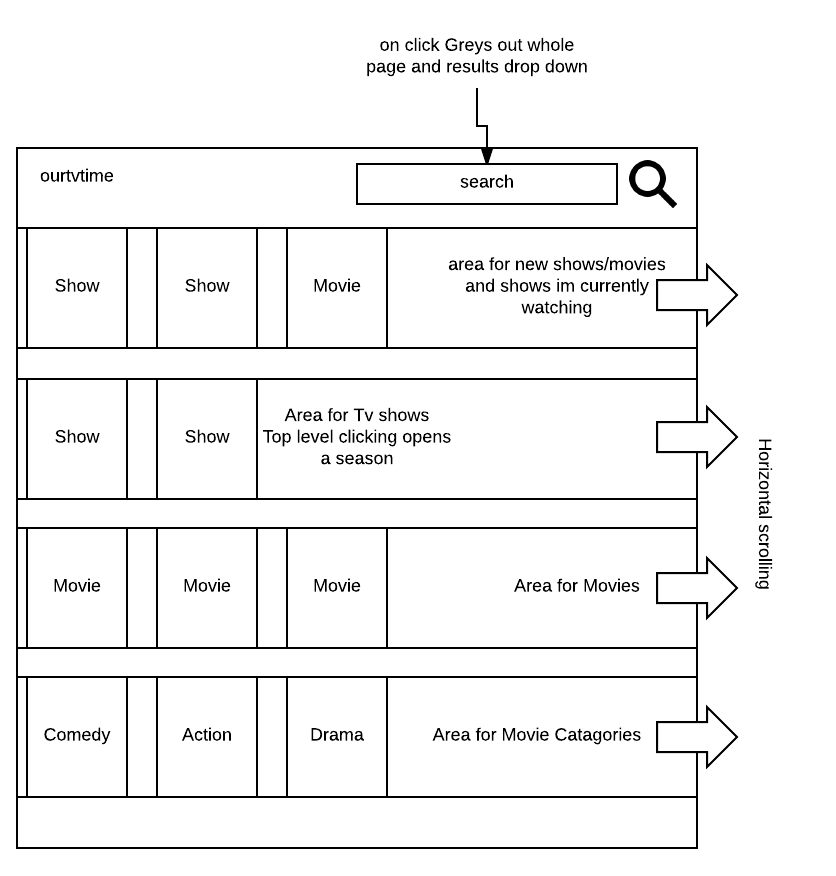 on click Greys out whole
page and results drop down
ourtvtime
search
Show
Show
Movie
area for new shows/movies
and shows im currently
watching
Show
Show
Area for Tv shows
Top level clicking opens
a season
Horizontal scrolling
Movie
Movie
Movie
Area for Movies
Comedy
Action
Drama
Area for Movie Catagories